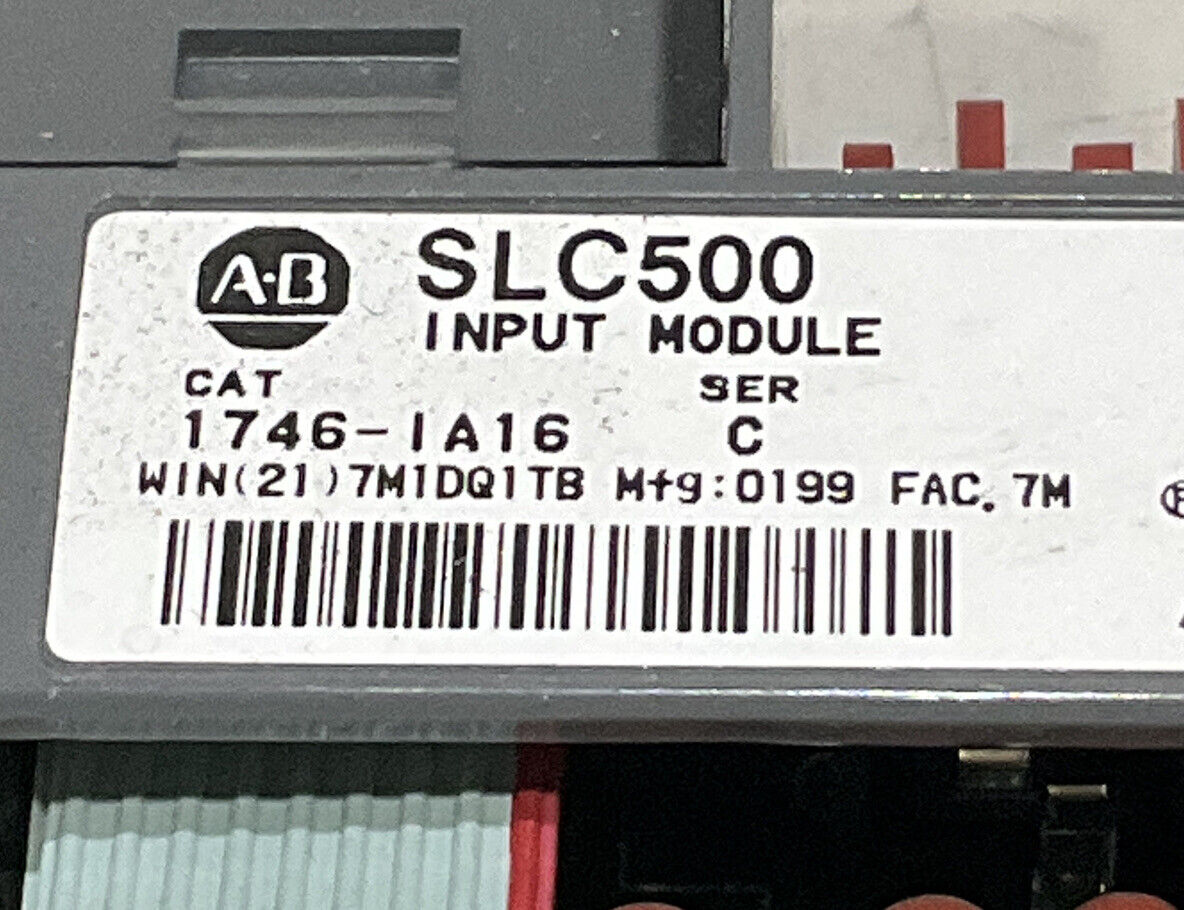 A·B SLC500
INPUT MODULE
CAT SER
1746-IA16 C
WIN(21)7M1DQ1TB Mfg:0199 FAC. 7M